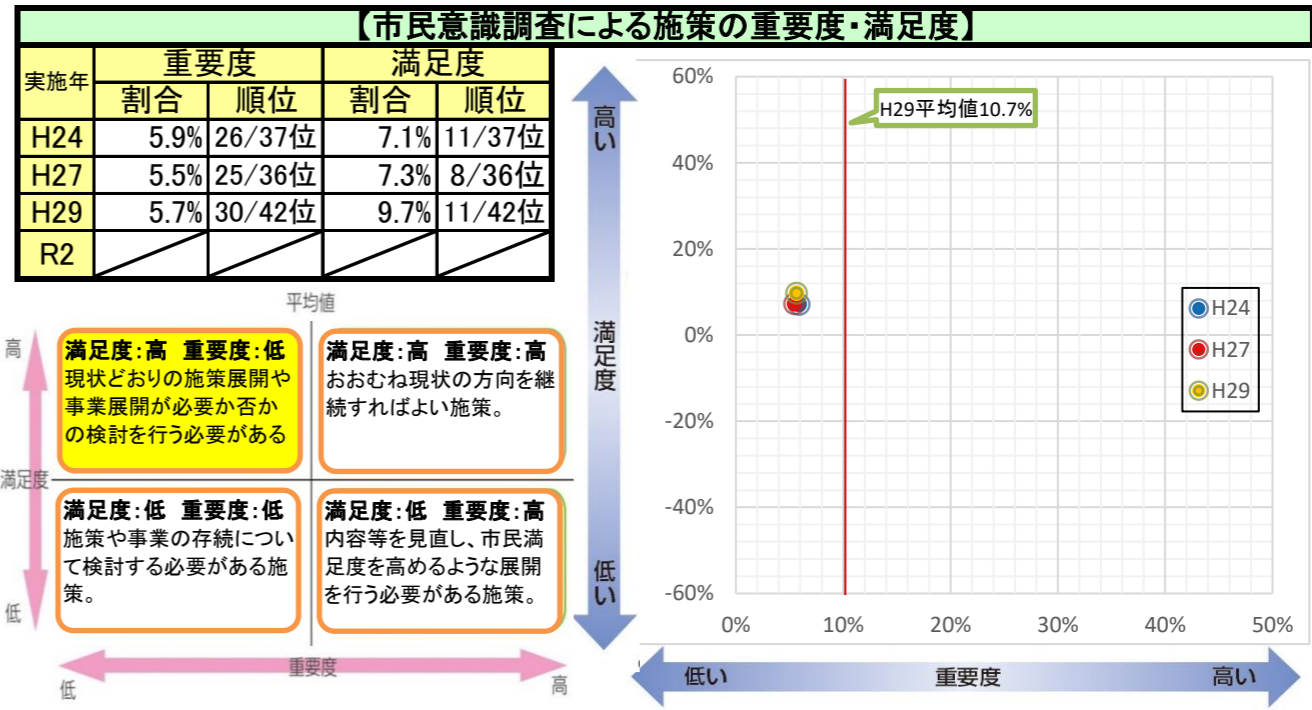 【市民意識調査による施策の重要度・満足度】
実施年 重要度 満足度
割合 順位 割合 順位
H24 5.9% 26/37位 7.1% 11/37位
H27 5.5% 25/36位 7.3% 8/36位
H29 5.7% 30/42位 9.7% 11/42位
R2
平均値
高
満足度
低
満足度:高 重要度:低
現状どおりの施策展開や
事業展開が必要か否か
の検討を行う必要がある
満足度:高 重要度:高
おおむね現状の方向を継
続すればよい施策。
満足度:低 重要度:低
施策や事業の存続につい
て検討する必要がある施
策。
満足度:低 重要度:高
内容等を見直し、市民満
足度を高めるような展開
を行う必要がある施策。
低
重要度
高
高い
満足度
低い
60%
40%
20%
0%
-20%
-40%
-60%
H29平均値10.7%
H24
H27
H29
0% 10% 20% 30% 40% 50%
低い 重要度 高い